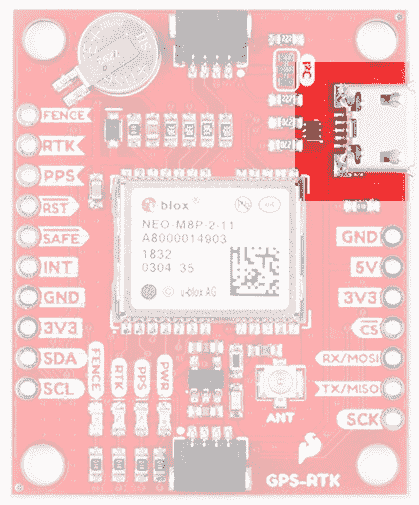 I²C
FENCE
RTK
PPS
RST
SAFE
INT
GND
3V3
SDA
SCL
GND
5V
3V3
CS
RX/MOSI
TX/MISO
SCK
blox
NEO-M8P-2-11
A8000014903
1832
0304 35
u-blox AG
FENCE
RTK
PPS
PWR
ANT
GPS-RTK